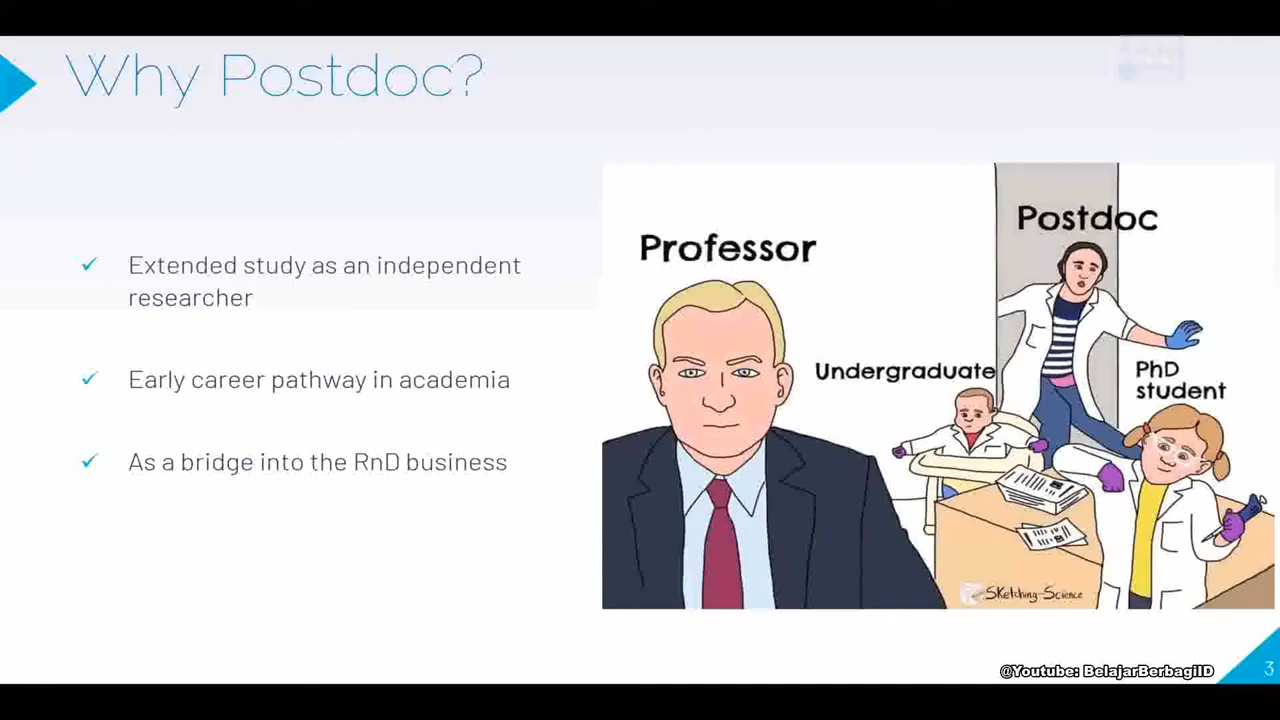 Why Postdoc?
Extended study as an independent
researcher
Early career pathway in academia
As a bridge into the RnD business
Professor
Postdoc
Undergraduate
PhD
student
Sketching-Science
@Youtube: BelajarBerbagiID
3